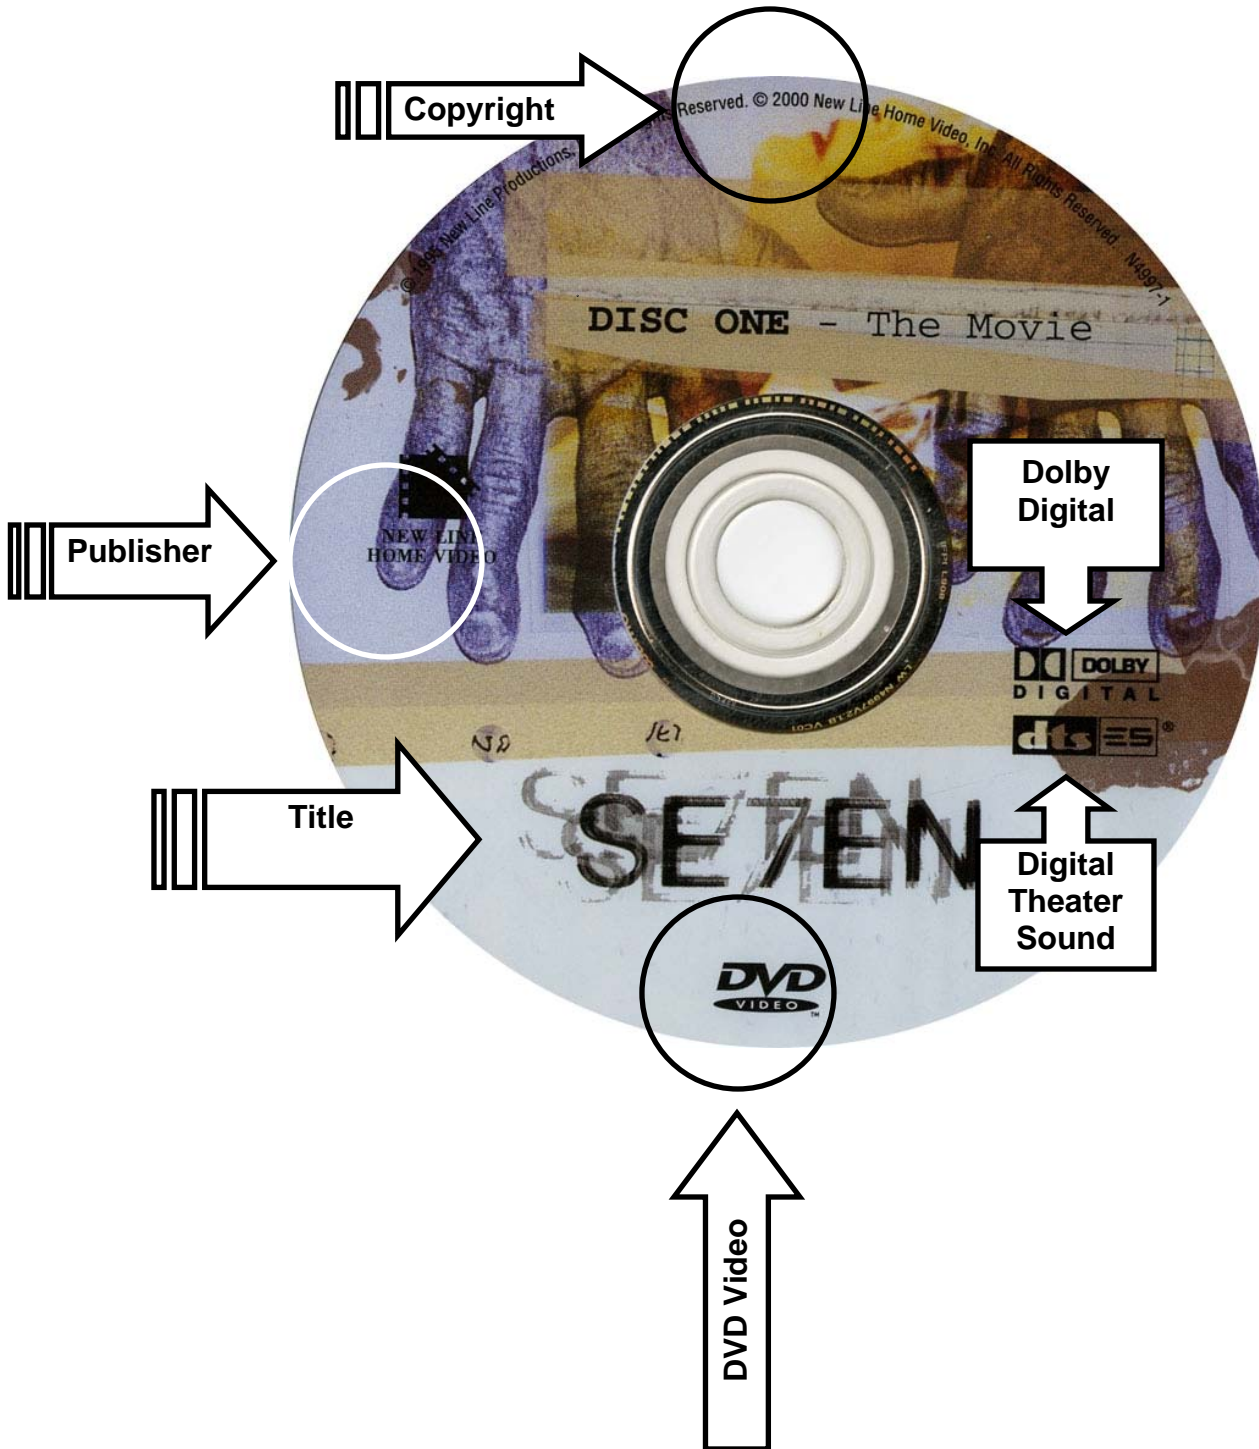 Copyright
© 1995 New Line Productions, Reserved. © 2000 New Line Home Video, Inc. All Rights Reserved. N4997-1
DISC ONE - The Movie
Dolby
Digital
Publisher
NEW LINE
HOME VIDEO
DOLBY
DIGITAL
dts ES ®
Title
SE7EN
Digital
Theater
Sound
DVD
VIDEO
TM
DVD Video